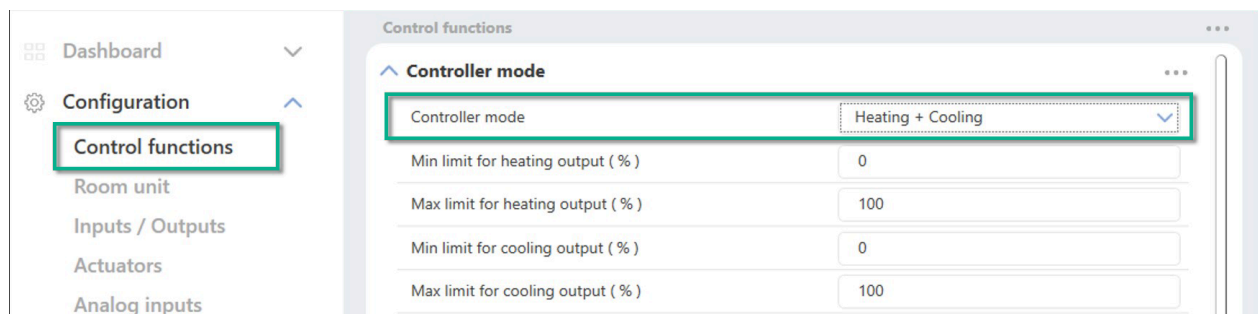 Dashboard
Configuration
Control functions
Room unit
Inputs / Outputs
Actuators
Analog inputs
Control functions
Controller mode
Controller mode Heating + Cooling
Min limit for heating output ( % ) 0
Max limit for heating output ( % ) 100
Min limit for cooling output ( % ) 0
Max limit for cooling output ( % ) 100